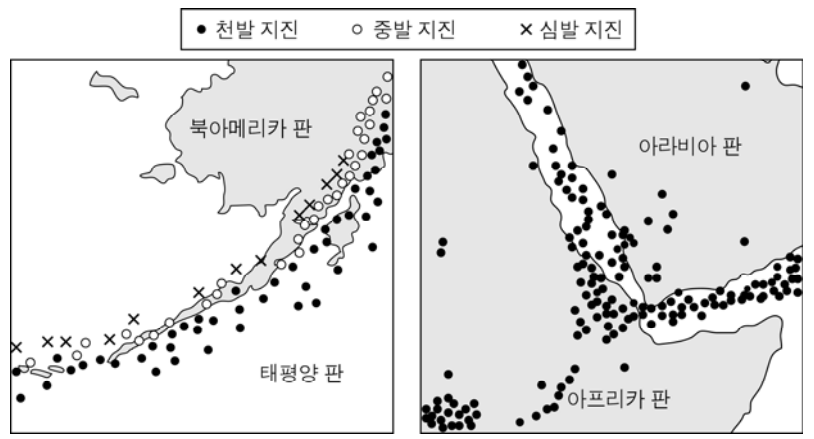 ● 천발 지진 ○ 중발 지진 × 심발 지진
북아메리카 판
태평양 판
아라비아 판
아프리카 판